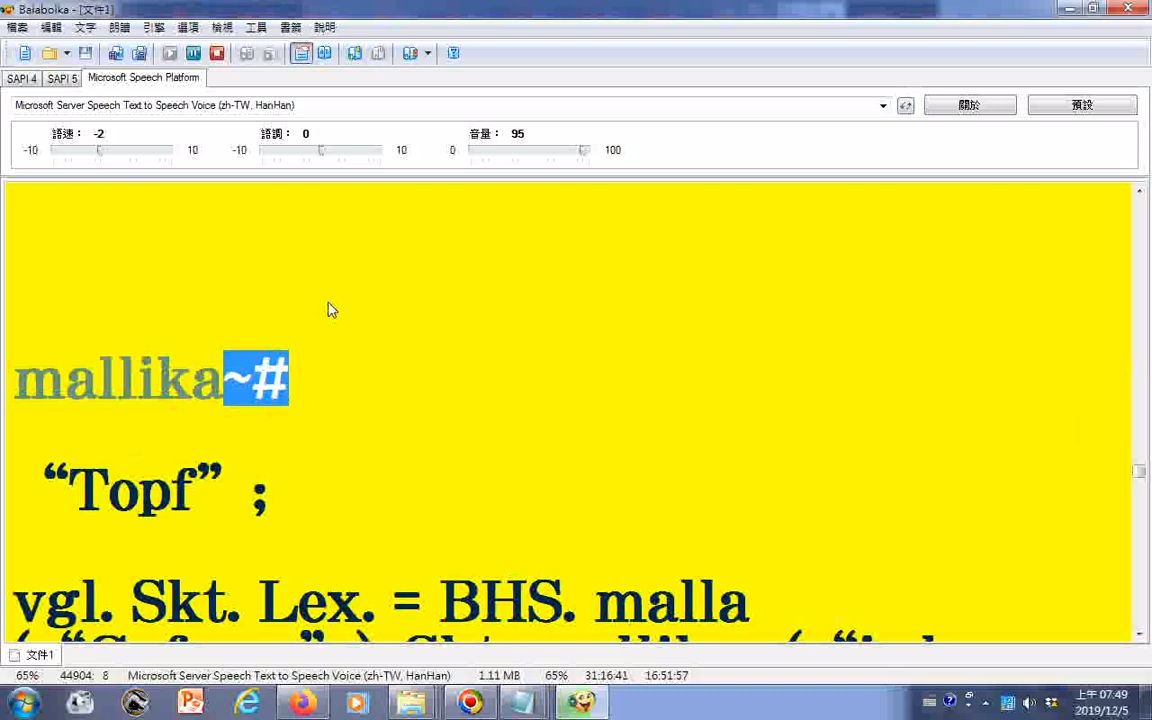 Balabolka - [文件1]
檔案 編輯 文字 朗讀 引擎 選項 檢視 工具 書籤 說明
SAPI 4 SAPI 5 Microsoft Speech Platform
Microsoft Server Speech Text to Speech Voice (zh-TW, HanHan) 關於 預設
語速： -2 語調： 0 音量： 95
-10 10 -10 10 0 100
mallika~#
“Topf” ;
vgl. Skt. Lex. = BHS. malla
文件1
65% 44904: 8 Microsoft Server Speech Text to Speech Voice (zh-TW, HanHan) 1.11 MB 65% 31:16:41 16:51:57
上午 07:49
2019/12/5